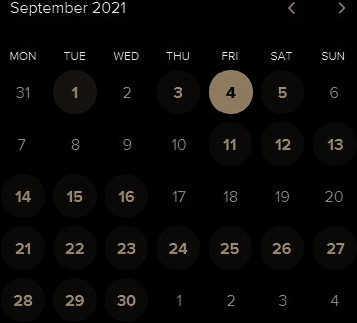 September 2021 < >
MON TUE WED THU FRI SAT SUN
31 1 2 3 4 5 6
7 8 9 10 11 12 13
14 15 16 17 18 19 20
21 22 23 24 25 26 27
28 29 30 1 2 3 4